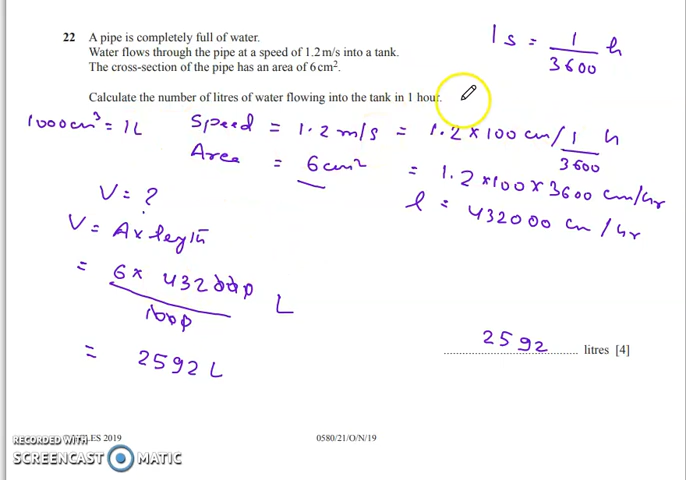 22 A pipe is completely full of water.
Water flows through the pipe at a speed of 1.2 m/s into a tank.
The cross-section of the pipe has an area of 6 cm².
Calculate the number of litres of water flowing into the tank in 1 hour.
1 s = 1/3600 h
1000 cm³ = 1L
Speed = 1.2 m/s = 1.2 × 100 cm / 1/3600 h
Area = 6 cm²
= 1.2 × 100 × 3600 cm/hr
l = 432000 cm/hr
V = ?
V = A × legth
= 6 × 432000 / 1000 L
= 2592 L
2592 litres [4]
RECORDED WITH
LES 2019
0580/21/O/N/19
SCREENCAST MATIC